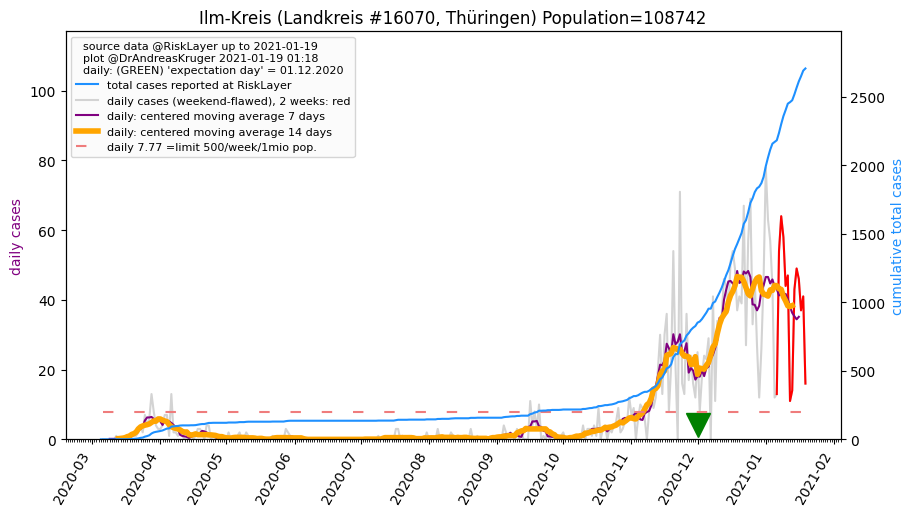 Ilm-Kreis (Landkreis #16070, Thüringen) Population=108742
source data @RiskLayer up to 2021-01-19
plot @DrAndreasKruger 2021-01-19 01:18
daily: (GREEN) 'expectation day' = 01.12.2020
total cases reported at RiskLayer
daily cases (weekend-flawed), 2 weeks: red
daily: centered moving average 7 days
daily: centered moving average 14 days
daily 7.77 =limit 500/week/1mio pop.
daily cases
100
80
60
40
20
0
cumulative total cases
2500
2000
1500
1000
500
0
2020-03
2020-04
2020-05
2020-06
2020-07
2020-08
2020-09
2020-10
2020-11
2020-12
2021-01
2021-02